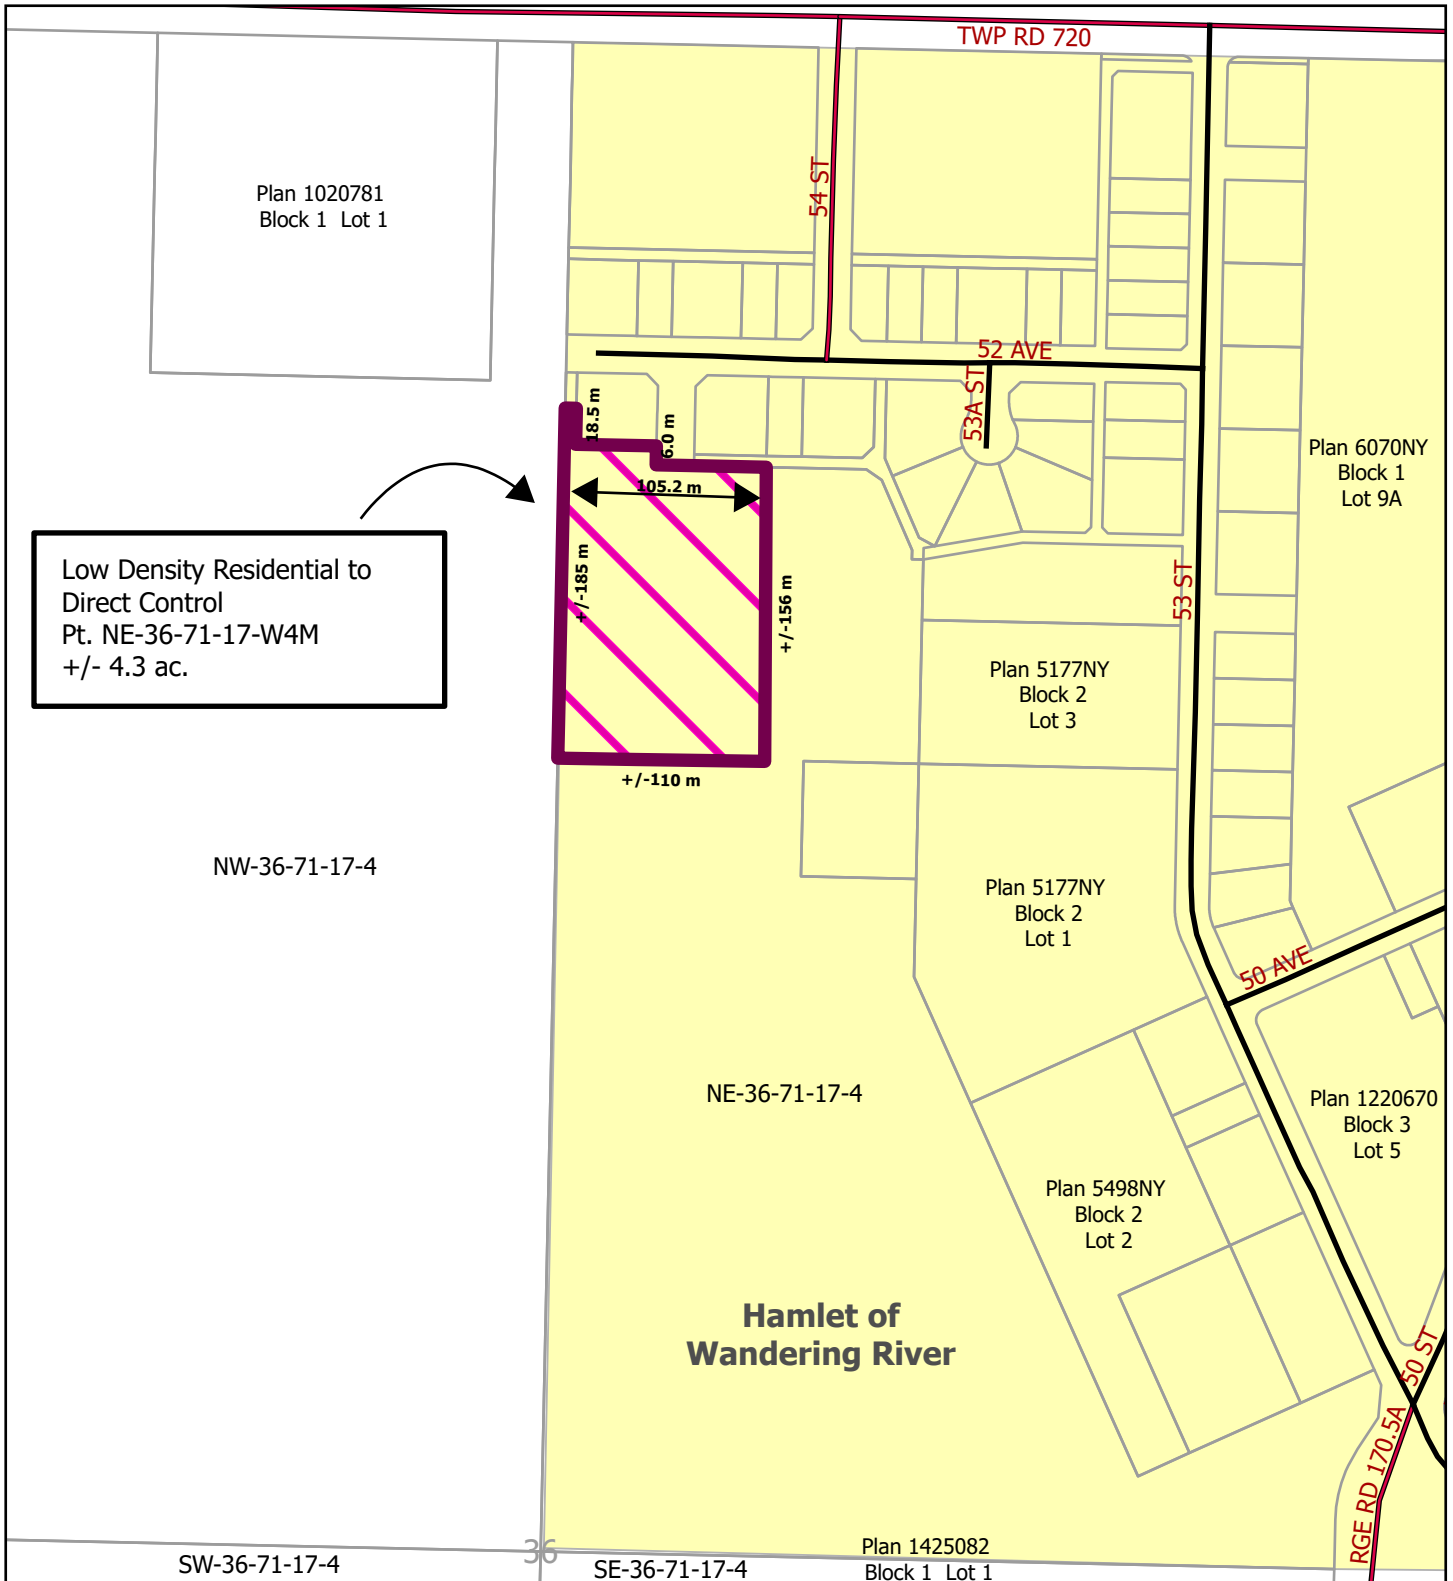 TWP RD 720
Plan 1020781
Block 1 Lot 1
54 ST
52 AVE
53A ST
18.5 m
6.0 m
105.2 m
Plan 6070NY
Block 1
Lot 9A
Low Density Residential to
Direct Control
Pt. NE-36-71-17-W4M
+/- 4.3 ac.
+/-185 m
+/-156 m
53 ST
Plan 5177NY
Block 2
Lot 3
+/-110 m
NW-36-71-17-4
Plan 5177NY
Block 2
Lot 1
50 AVE
NE-36-71-17-4
Plan 1220670
Block 3
Lot 5
Plan 5498NY
Block 2
Lot 2
Hamlet of
Wandering River
50 ST
RGE RD 170.5A
36
SW-36-71-17-4
SE-36-71-17-4
Plan 1425082
Block 1 Lot 1